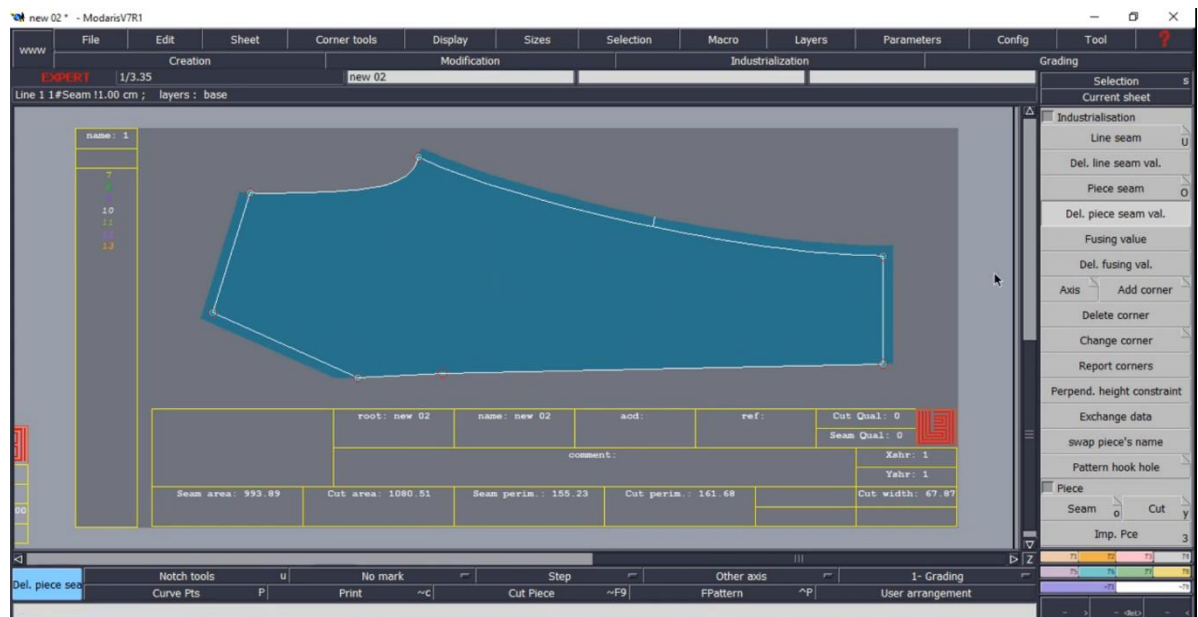 new 02 * - ModarisV7R1
www File Edit Sheet Corner tools Display Sizes Selection Macro Layers Parameters Config Tool ?
Creation Modification Industrialization Grading
EXPERT 1/3.35 new 02
Selection s
Line 1 1#Seam !1.00 cm ; layers : base
Current sheet
Industrialisation
Line seam U
Del. line seam val.
Piece seam O
Del. piece seam val.
Fusing value
Del. fusing val.
Axis Add corner
Delete corner
Change corner
Report corners
Perpend. height constraint
Exchange data
swap piece's name
Pattern hook hole
Piece
Seam o Cut y
Imp. Pce 3
name: 1
7
10
11
13
root: new 02 name: new 02 acd: ref: Cut Qual: 0
Seam Qual: 0
comment: Xshr: 1
Yshr: 1
Seam area: 993.89 Cut area: 1080.51 Seam perim.: 155.23 Cut perim.: 161.68 Cut width: 67.87
00
Z
Del. piece sea
Notch tools u No mark Step Other axis 1- Grading
Curve Pts P Print ~c Cut Piece ~F9 FPattern ^P User arrangement